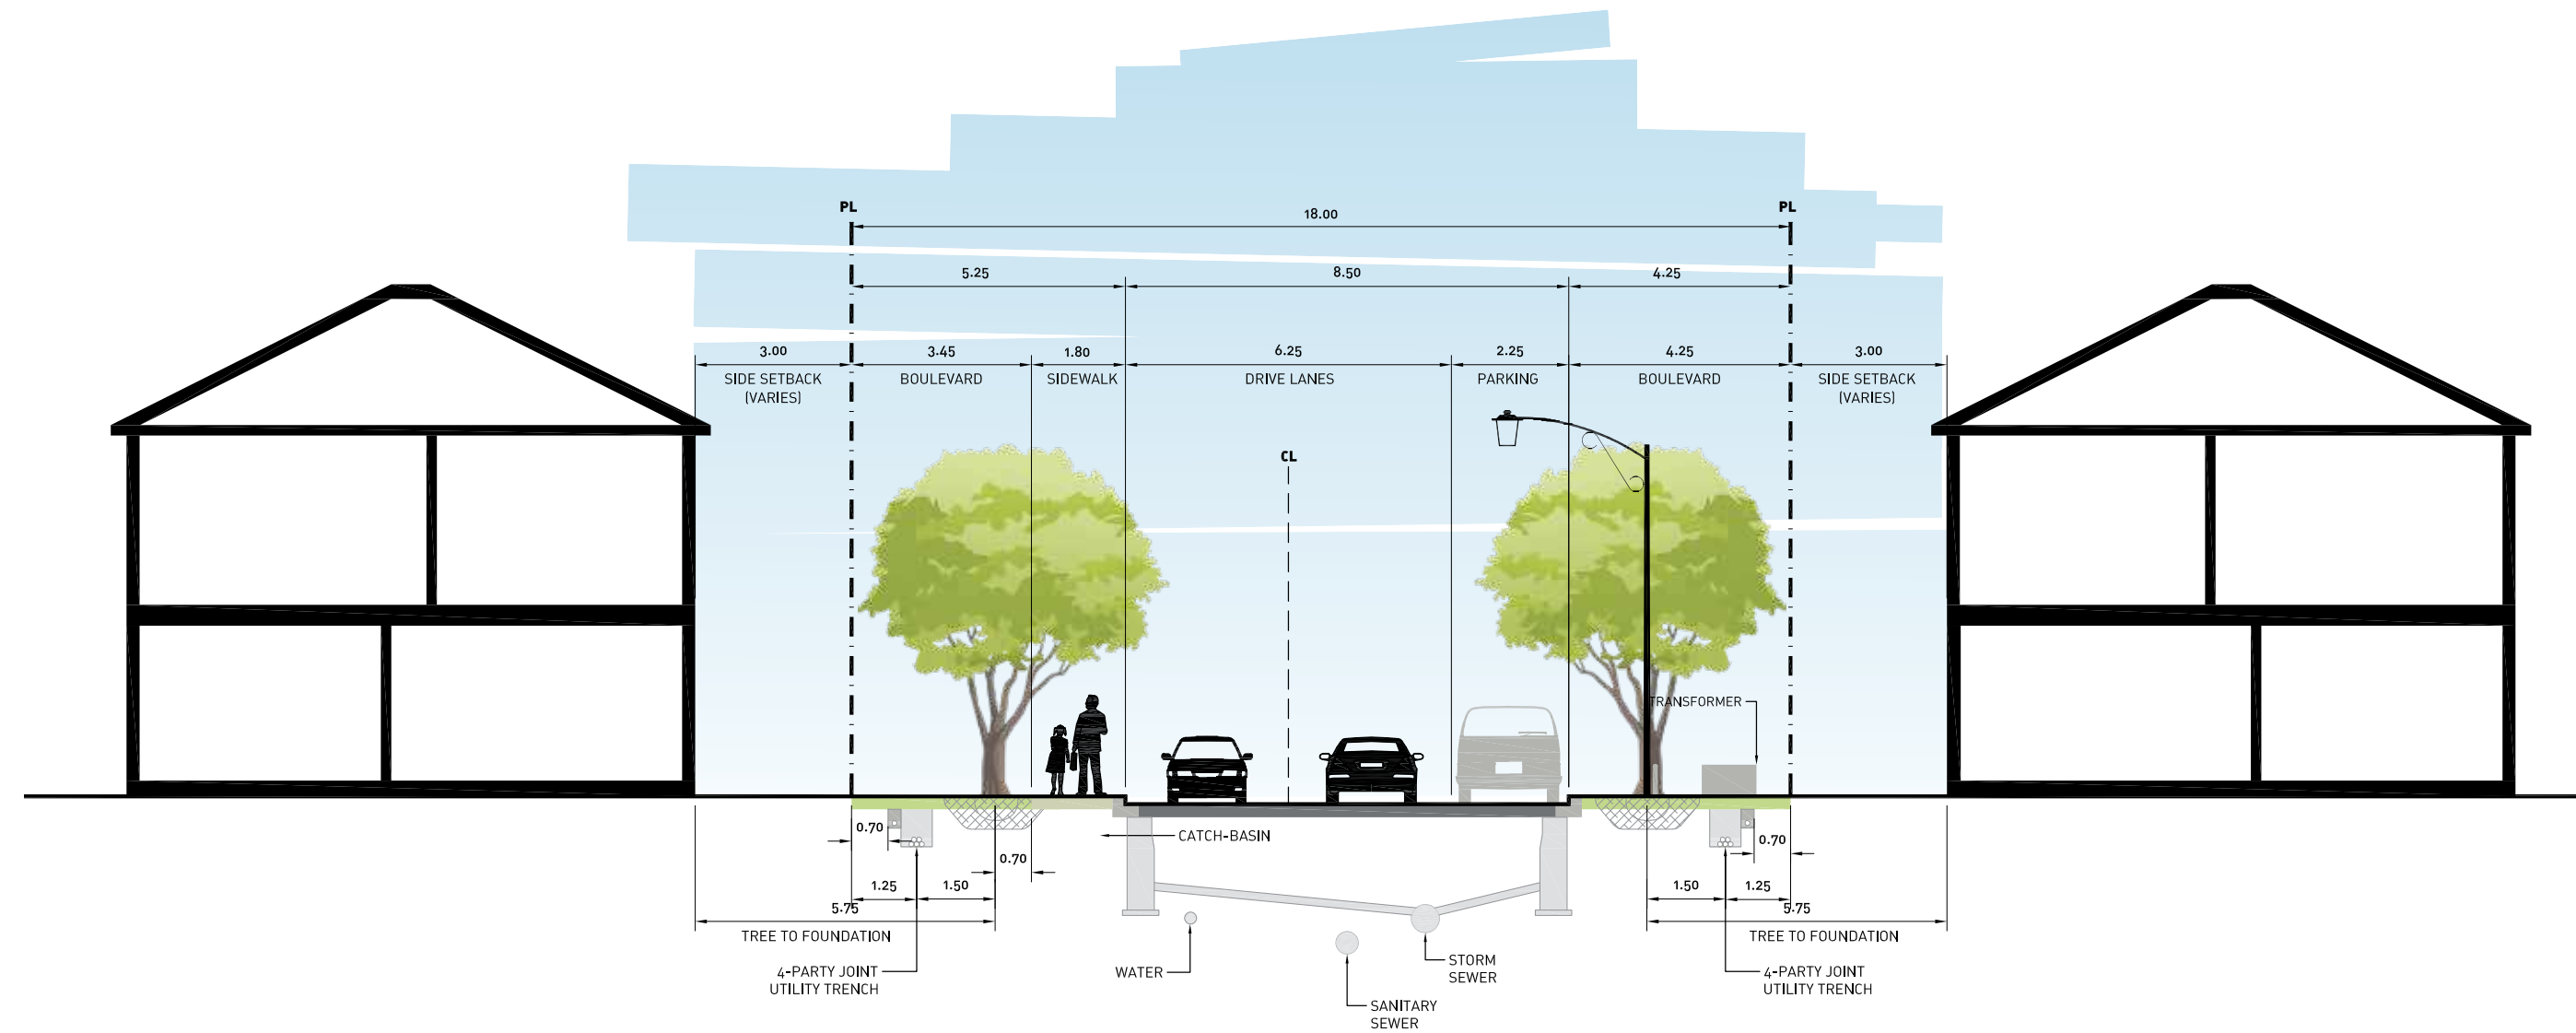 PL
PL
18.00
5.25
8.50
4.25
3.00
3.45
1.80
6.25
2.25
4.25
3.00
SIDE SETBACK
(VARIES)
BOULEVARD
SIDEWALK
DRIVE LANES
PARKING
BOULEVARD
SIDE SETBACK
(VARIES)
CL
TRANSFORMER
0.70
CATCH-BASIN
0.70
0.70
1.25
1.50
1.50
1.25
5.75
5.75
TREE TO FOUNDATION
TREE TO FOUNDATION
4-PARTY JOINT
UTILITY TRENCH
WATER
STORM
SEWER
4-PARTY JOINT
UTILITY TRENCH
SANITARY
SEWER